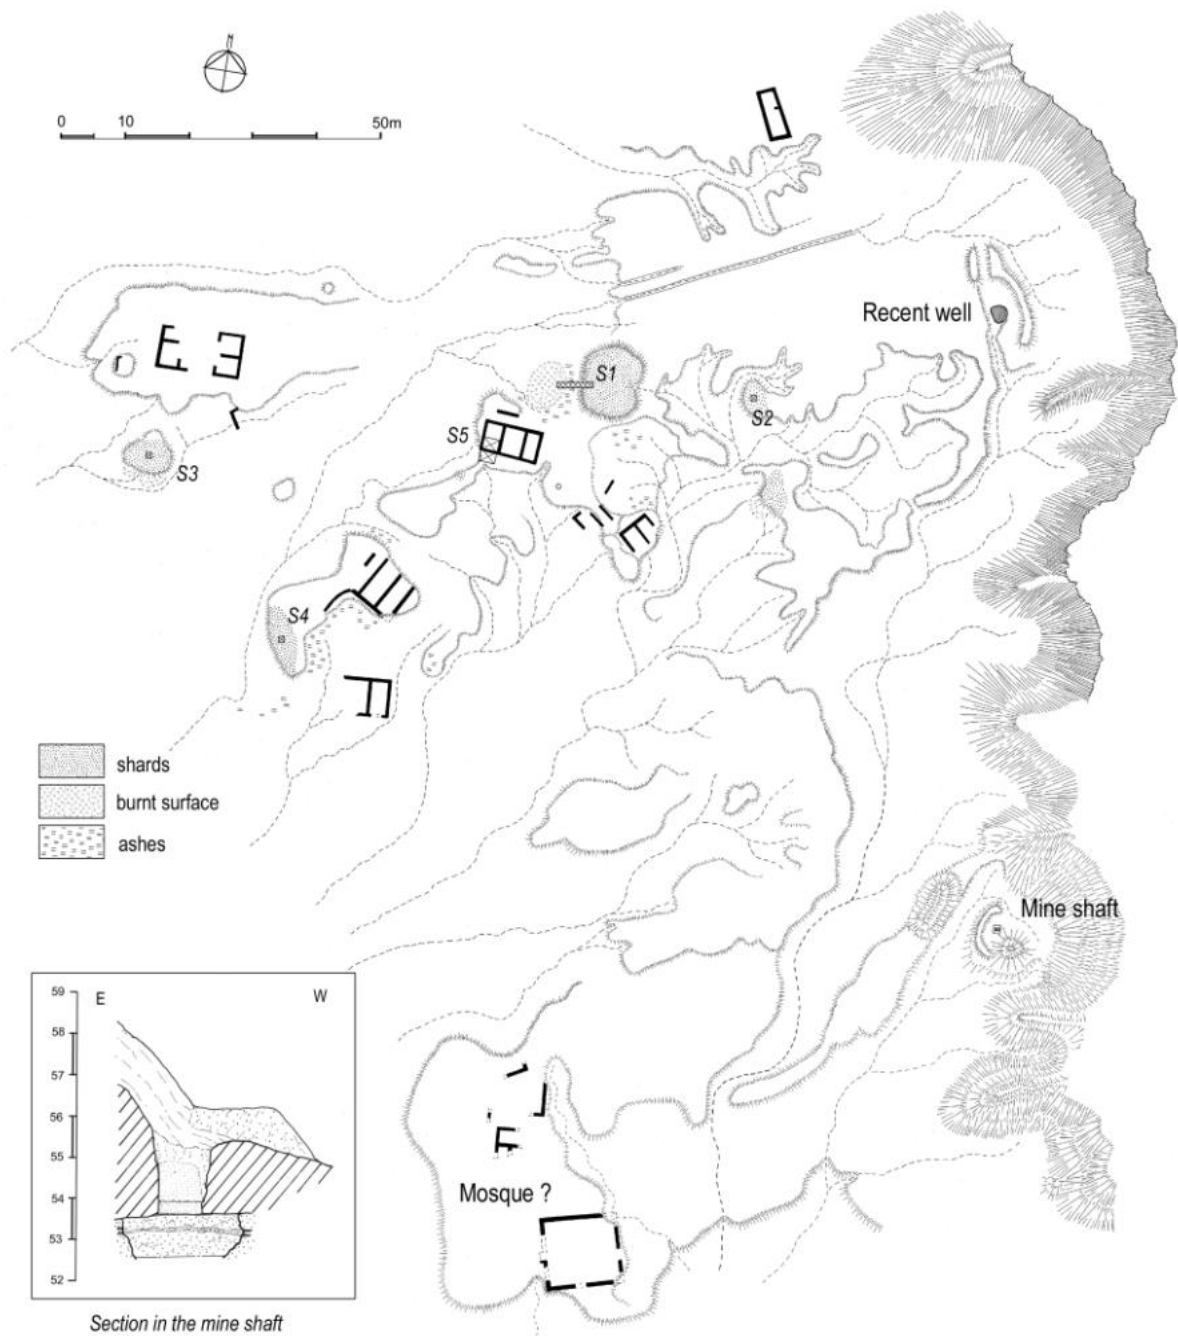 N
0 10 50m
Recent well
S1
S2
S5
S3
S4
shards
burnt surface
ashes
Mine shaft
59 E W
58
57
56
55
54
53
52
Mosque ?
Section in the mine shaft